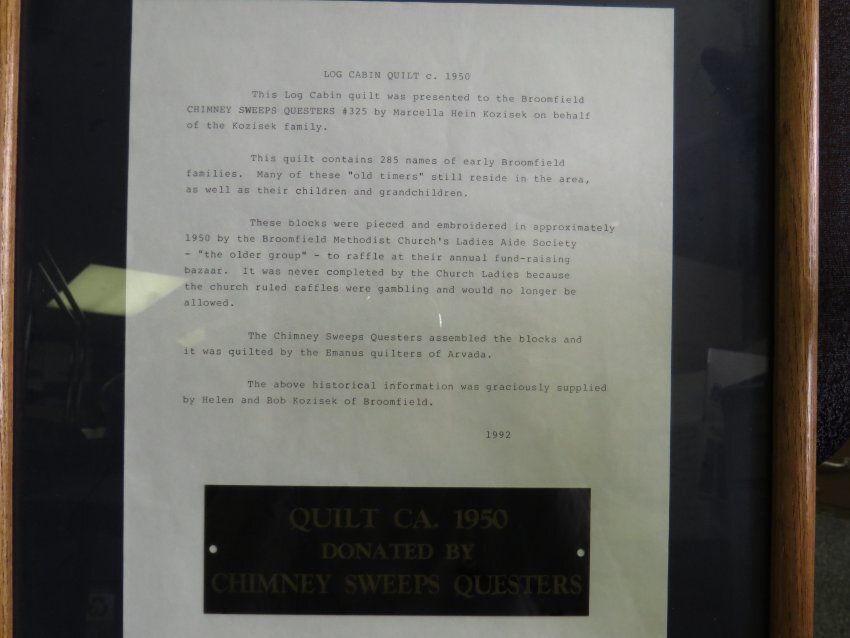 LOG CABIN QUILT c. 1950
This Log Cabin quilt was presented to the Broomfield
CHIMNEY SWEEPS QUESTERS #325 by Marcella Hein Kozisek on behalf
of the Kozisek family.
This quilt contains 285 names of early Broomfield
families. Many of these "old timers" still reside in the area,
as well as their children and grandchildren.
These blocks were pieced and embroidered in approximately
1950 by the Broomfield Methodist Church's Ladies Aide Society
- "the older group" - to raffle at their annual fund-raising
bazaar. It was never completed by the Church Ladies because
the church ruled raffles were gambling and would no longer be
allowed.
The Chimney Sweeps Questers assembled the blocks and
it was quilted by the Emanus quilters of Arvada.
The above historical information was graciously supplied
by Helen and Bob Kozisek of Broomfield.
1992
QUILT CA. 1950
DONATED BY
CHIMNEY SWEEPS QUESTERS